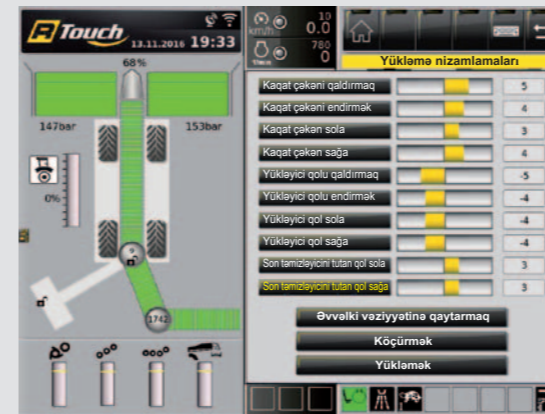 R Touch
13.11.2016 19:33
68%
147bar
153bar
0%
9
1742
km/h
10
0.0
780
0
Yükləmə nizamlamaları
Kaqat çəkəni qaldırmaq 5
Kaqat çəkəni endirmək 4
Kaqat çəkən sola 3
Kaqat çəkən sağa 4
Yükləyici qolu qaldırmaq -5
Yükləyici qolu endirmək -4
Yükləyici qol sola -4
Yükləyici qol sağa -4
Son təmizləyicini tutan qol sola 3
Son təmizləyicini tutan qol sağa 3
Əvvəlki vəziyyətinə qaytarmaq
Köçürmək
Yükləmək